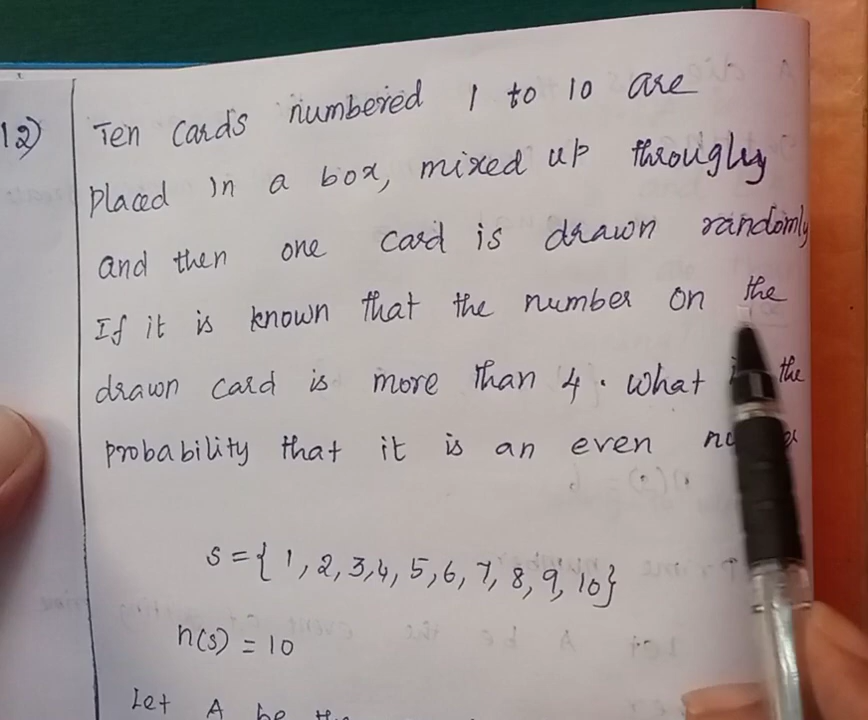 12) Ten cards numbered 1 to 10 are
placed in a box, mixed up througly
and then one card is drawn randomly
If it is known that the number on the
drawn card is more than 4. what the
probability that it is an even
S = { 1, 2, 3, 4, 5, 6, 7, 8, 9, 10}
n(s) = 10
Let A be